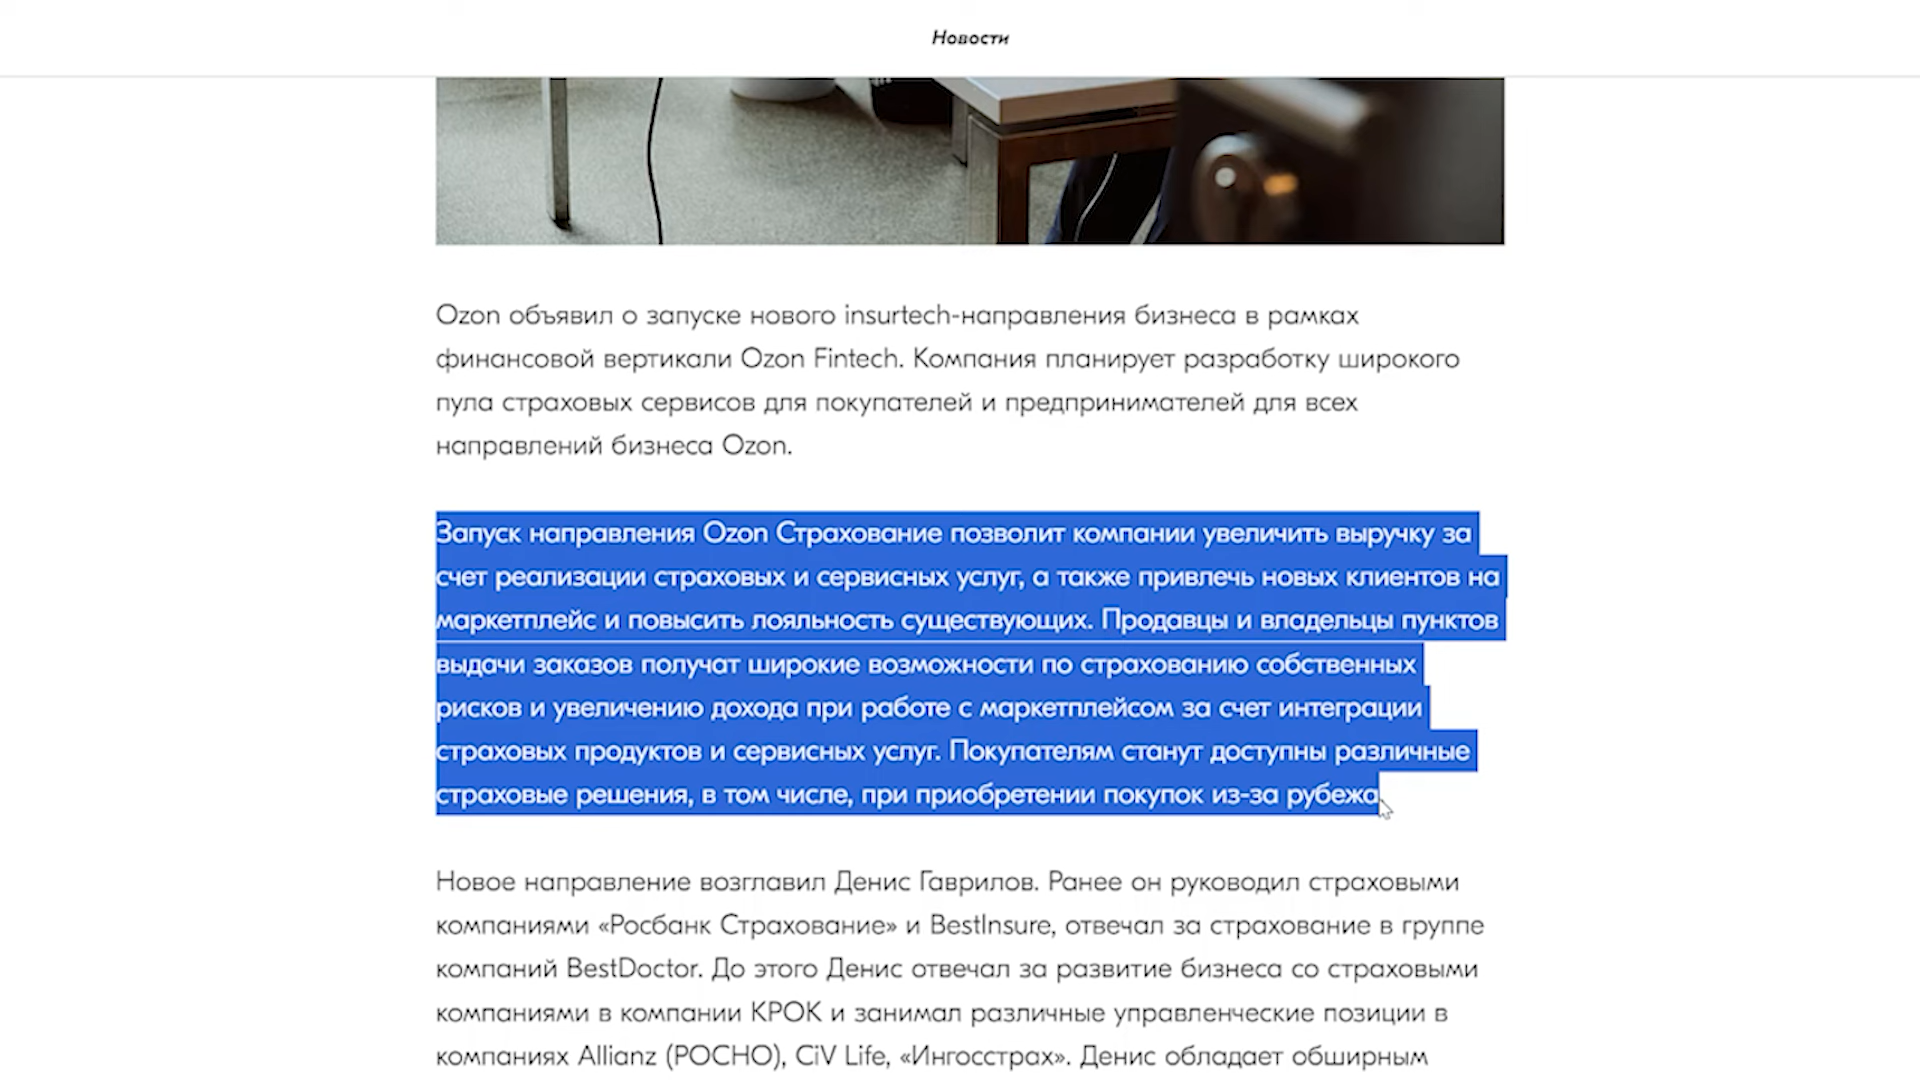 Новости
Ozon объявил о запуске нового insurtech-направления бизнеса в рамках
финансовой вертикали Ozon Fintech. Компания планирует разработку широкого
пула страховых сервисов для покупателей и предпринимателей для всех
направлений бизнеса Ozon.
Запуск направления Ozon Страхование позволит компании увеличить выручку за
счет реализации страховых и сервисных услуг, а также привлечь новых клиентов на
маркетплейс и повысить лояльность существующих. Продавцы и владельцы пунктов
выдачи заказов получат широкие возможности по страхованию собственных
рисков и увеличению дохода при работе с маркетплейсом за счет интеграции
страховых продуктов и сервисных услуг. Покупателям станут доступны различные
страховые решения, в том числе, при приобретении покупок из-за рубежа
Новое направление возглавил Денис Гаврилов. Ранее он руководил страховыми
компаниями «Росбанк Страхование» и BestInsure, отвечал за страхование в группе
компаний BestDoctor. До этого Денис отвечал за развитие бизнеса со страховыми
компаниями в компании КРОК и занимал различные управленческие позиции в
компаниях Allianz (РОСНО), CiV Life, «Ингосстрах». Денис обладает обширным